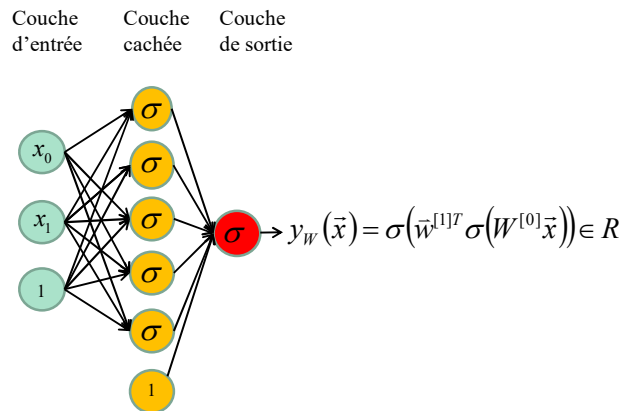 Couche d'entrée
Couche cachée
Couche de sortie
x₀
x₁
1
σ
σ
σ
σ
σ
1
σ
y_W(x⃗) = σ(w⃗^{[1]T} σ(W^{[0]} x⃗)) ∈ R